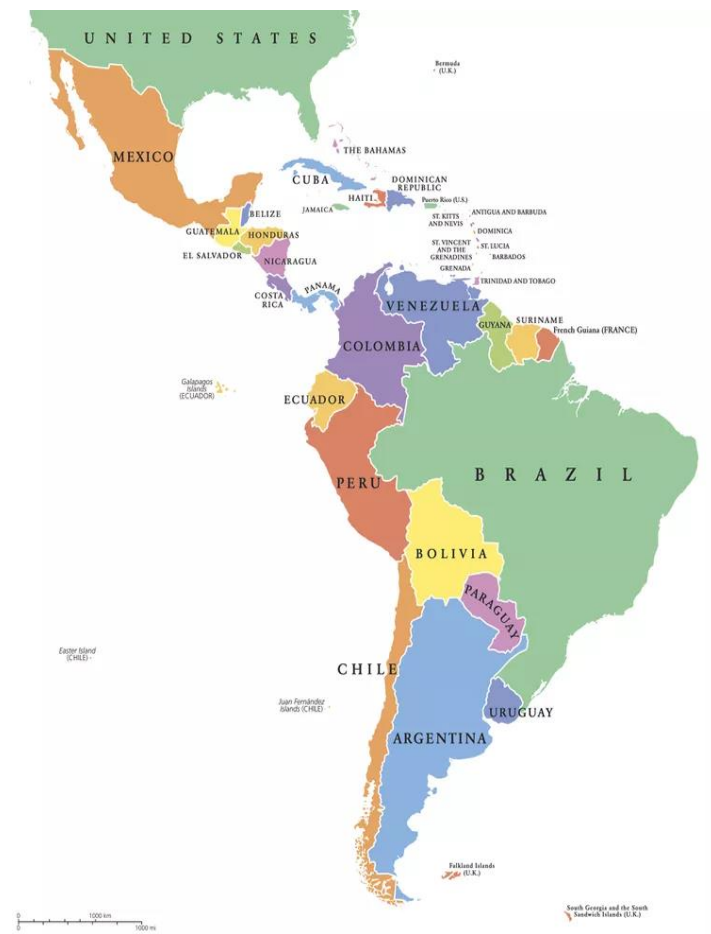 UNITED STATES
Bermuda
(U.K.)
MEXICO
THE BAHAMAS
CUBA
DOMINICAN
REPUBLIC
HAITI
Puerto Rico (U.S.)
JAMAICA
ANTIGUA AND BARBUDA
ST. KITTS
AND NEVIS
BELIZE
DOMINICA
GUATEMALA
HONDURAS
ST. VINCENT
AND THE
GRENADINES
ST. LUCIA
EL SALVADOR
NICARAGUA
BARBADOS
GRENADA
TRINIDAD AND TOBAGO
COSTA
RICA
PANAMA
VENEZUELA
GUYANA
SURINAME
French Guiana (FRANCE)
COLOMBIA
Galapagos
Islands
(ECUADOR)
ECUADOR
BRAZIL
PERU
BOLIVIA
PARAGUAY
Easter Island
(CHILE)
CHILE
Juan Fernández
Islands (CHILE)
URUGUAY
ARGENTINA
Falkland Islands
(U.K.)
South Georgia and the South
Sandwich Islands (U.K.)
0 1000 km
0 1000 mi